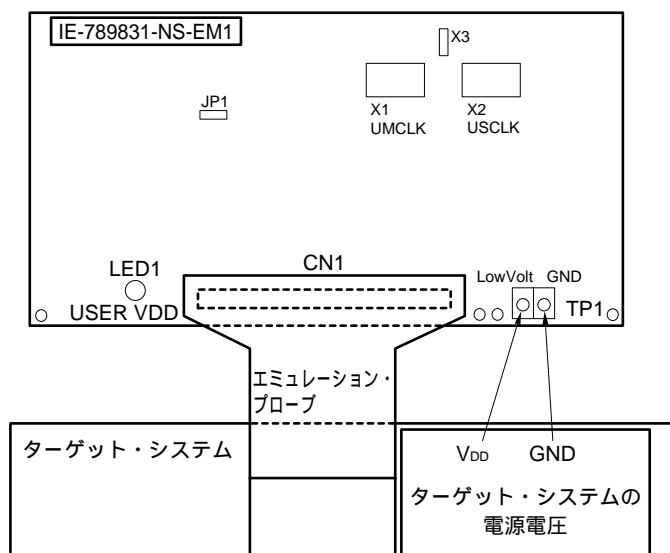 IE-789831-NS-EM1
X3
JP1
X1
UMCLK
X2
USCLK
LED1
USER VDD
CN1
LowVolt GND
TP1
エミュレーション・
プローブ
ターゲット・システム
VDD GND
ターゲット・システムの
電源電圧